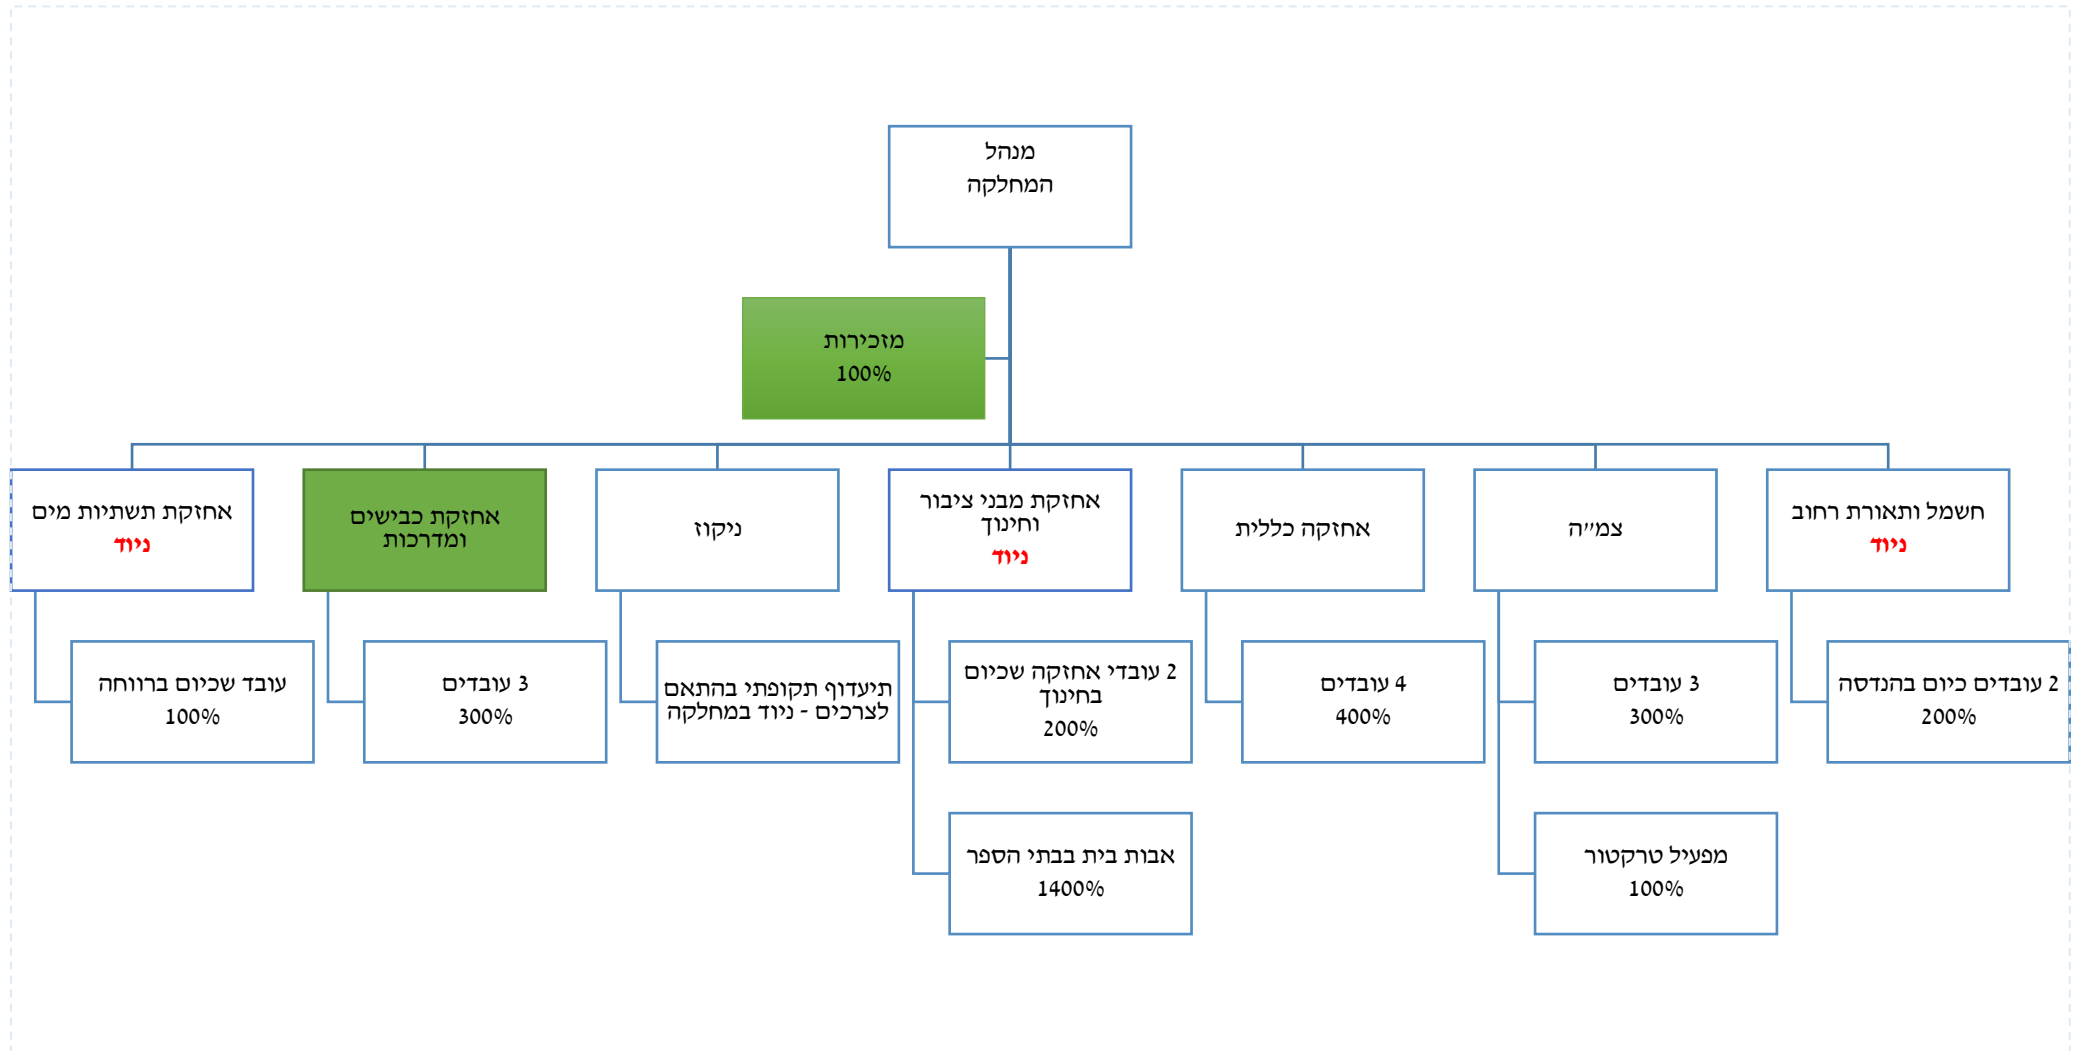 מנהל
המחלקה
מזכירות
100%
חשמל ותאורת רחוב
ניוד
צמ"ה
אחזקה כללית
אחזקת מבני ציבור
וחינוך
ניוד
ניקוז
אחזקת כבישים
ומדרכות
אחזקת תשתיות מים
ניוד
2 עובדים כיום בהנדסה
200%
3 עובדים
300%
4 עובדים
400%
2 עובדי אחזקה שכיום
בחינוך
200%
תיעדוף תקופתי בהתאם
לצרכים - ניוד במחלקה
3 עובדים
300%
עובד שכיום ברווחה
100%
מפעיל טרקטור
100%
אבות בית בבתי הספר
1400%